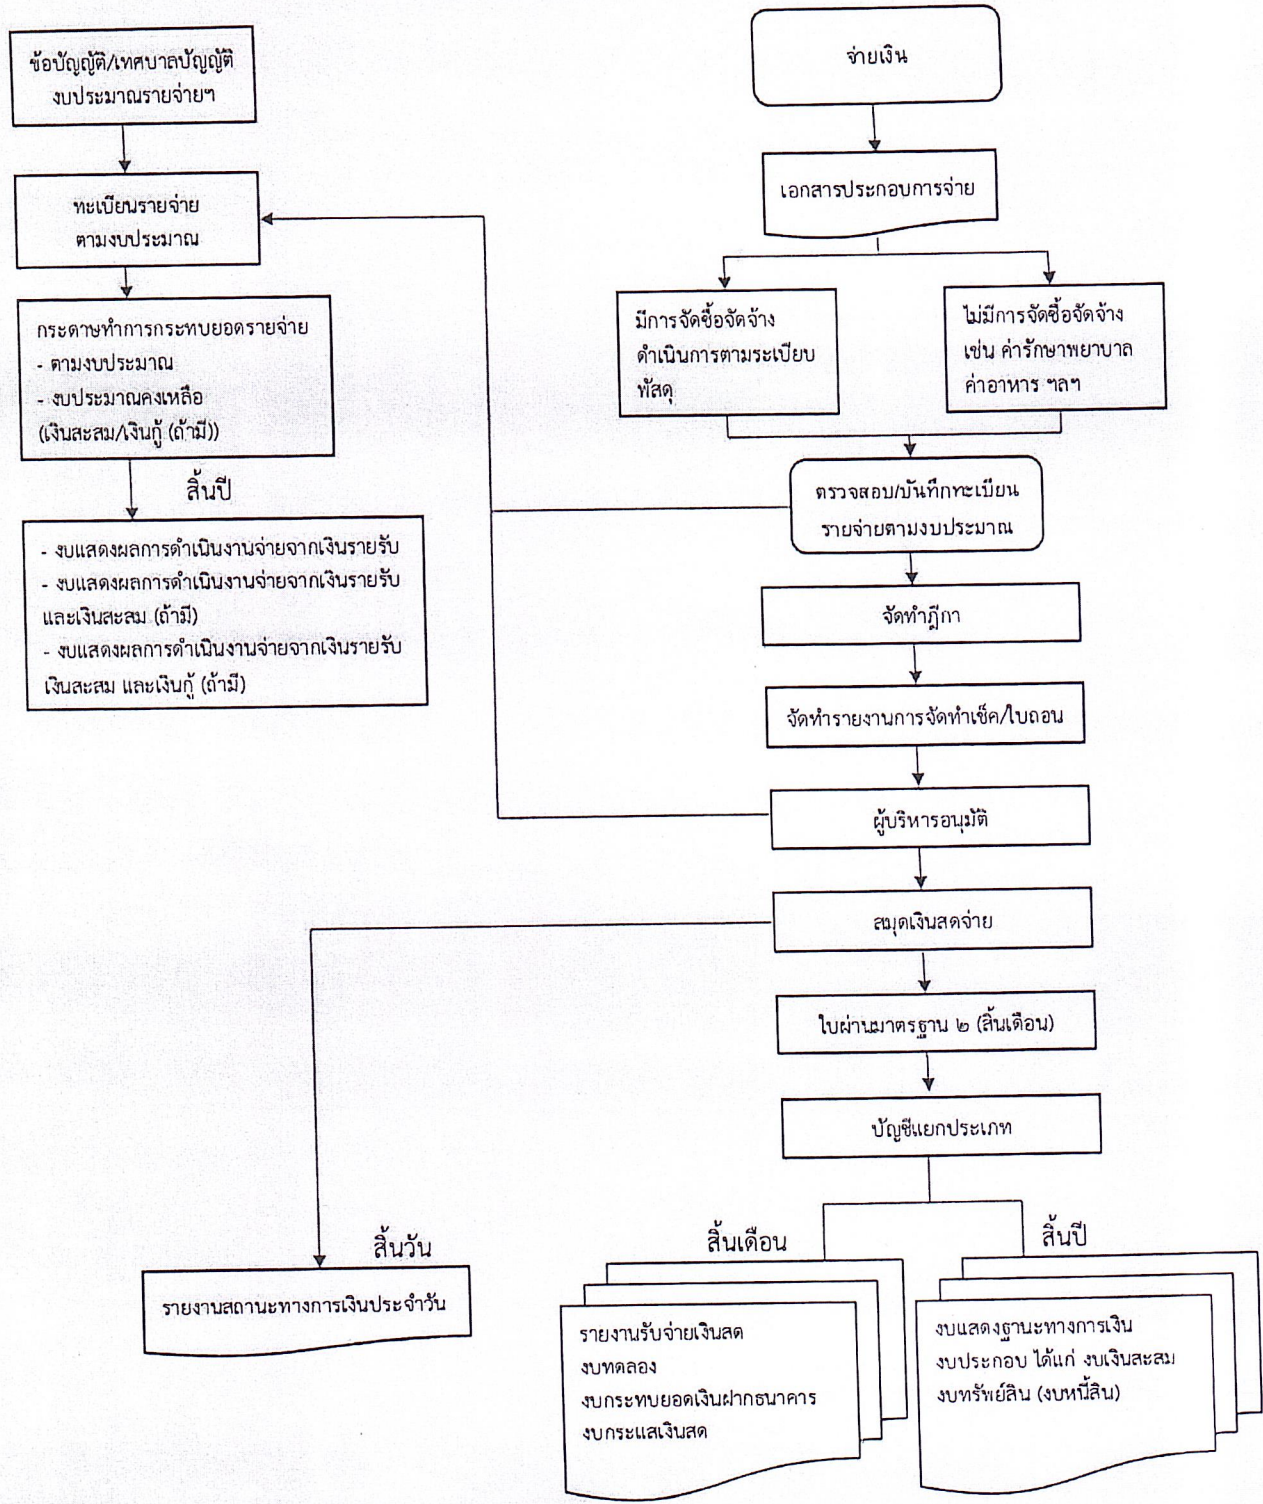 ข้อบัญญัติ/เทศบาลบัญญัติ
งบประมาณรายจ่ายฯ
ทะเบียนรายจ่าย
ตามงบประมาณ
กระดาษทำการกระทบยอดรายจ่าย
- ตามงบประมาณ
- งบประมาณคงเหลือ
(เงินสะสม/เงินกู้ (ถ้ามี))
สิ้นปี
- งบแสดงผลการดำเนินงานจ่ายจากเงินรายรับ
- งบแสดงผลการดำเนินงานจ่ายจากเงินรายรับ
และเงินสะสม (ถ้ามี)
- งบแสดงผลการดำเนินงานจ่ายจากเงินรายรับ
เงินสะสม และเงินกู้ (ถ้ามี)
จ่ายเงิน
เอกสารประกอบการจ่าย
มีการจัดซื้อจัดจ้าง
ดำเนินการตามระเบียบ
พัสดุ
ไม่มีการจัดซื้อจัดจ้าง
เช่น ค่ารักษาพยาบาล
ค่าอาหาร ฯลฯ
ตรวจสอบ/บันทึกทะเบียน
รายจ่ายตามงบประมาณ
จัดทำฎีกา
จัดทำรายงานการจัดทำเช็ค/ใบถอน
ผู้บริหารอนุมัติ
สมุดเงินสดจ่าย
ใบผ่านมาตรฐาน ๒ (สิ้นเดือน)
บัญชีแยกประเภท
สิ้นวัน
รายงานสถานะทางการเงินประจำวัน
สิ้นเดือน
รายงานรับจ่ายเงินสด
งบทดลอง
งบกระทบยอดเงินฝากธนาคาร
งบกระแสเงินสด
สิ้นปี
งบแสดงฐานะทางการเงิน
งบประกอบ ได้แก่ งบเงินสะสม
งบทรัพย์สิน (งบหนี้สิน)